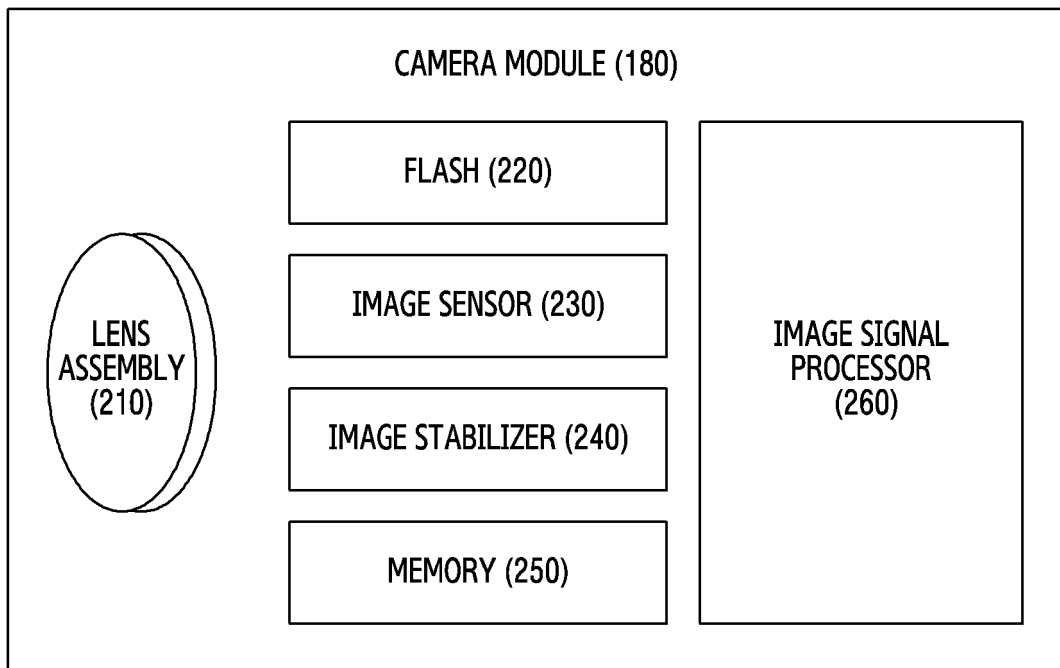 CAMERA MODULE (180)
FLASH (220)
IMAGE SENSOR (230)
LENS
ASSEMBLY
(210)
IMAGE SIGNAL
PROCESSOR
(260)
IMAGE STABILIZER (240)
MEMORY (250)